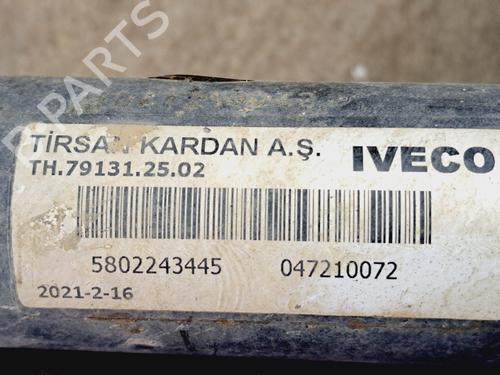 TİRSAN KARDAN A.Ş. IVECO
TH.79131.25.02
5802243445 047210072
2021-2-16